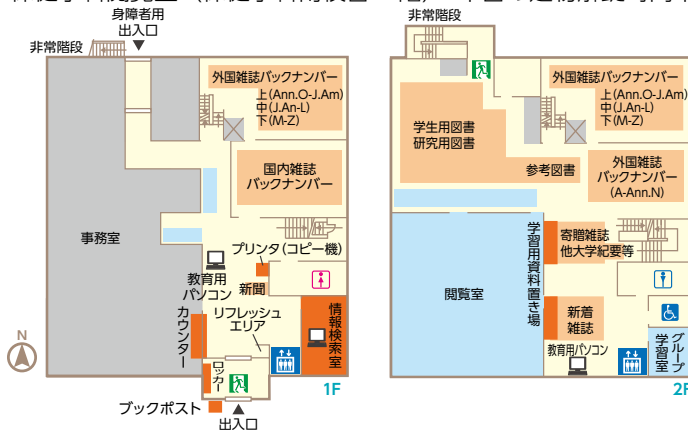 身障者用
出入口
非常階段
外国雑誌バックナンバー
上(Ann.O-J.Am)
中(J.An-L)
下(M-Z)
国内雑誌
バックナンバー
事務室
プリンタ(コピー機)
教育用
パソコン
新聞
カウンター
リフレッシュ
エリア
情報検索室
ロッカー
N
1F
ブックポスト
出入口
非常階段
外国雑誌バックナンバー
上(Ann.O-J.Am)
中(J.An-L)
下(M-Z)
学生用図書
研究用図書
参考図書
外国雑誌
バックナンバー
(A-Ann.N)
学習用資料置き場
寄贈雑誌
他大学紀要等
閲覧室
新着
雑誌
教育用パソコン
グループ
学習室
2F